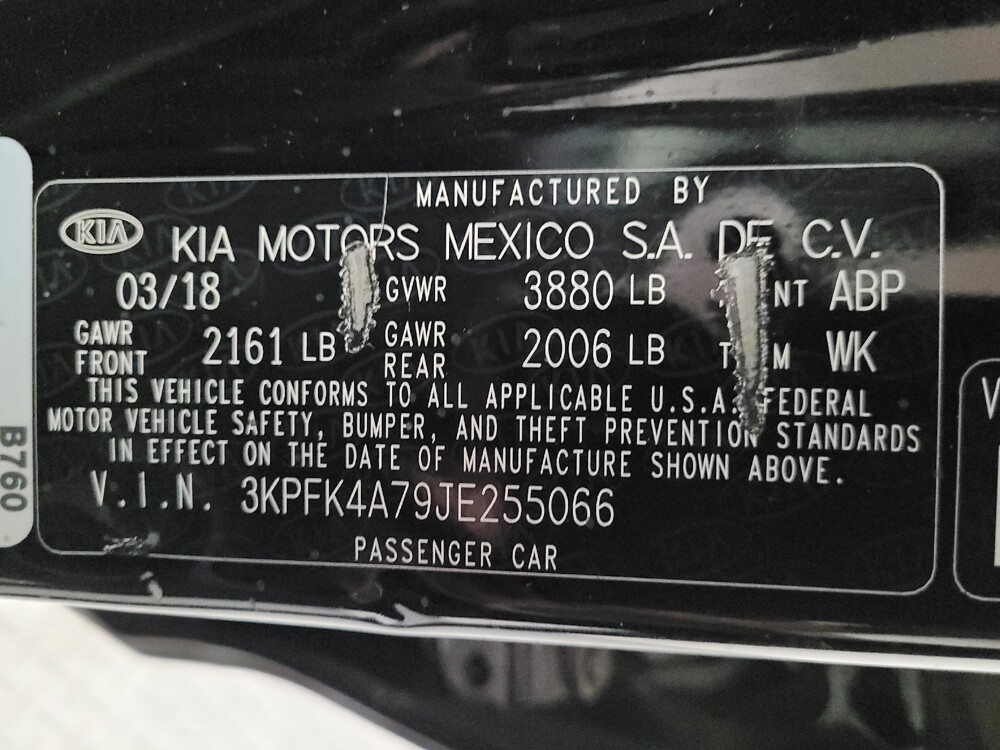 MANUFACTURED BY
KIA KIA MOTORS MEXICO S.A. DE C.V.
03/18 GVWR 3880 LB NT ABP
GAWR FRONT 2161 LB GAWR REAR 2006 LB WK
THIS VEHICLE CONFORMS TO ALL APPLICABLE U.S.A. FEDERAL
MOTOR VEHICLE SAFETY, BUMPER, AND THEFT PREVENTION STANDARDS
IN EFFECT ON THE DATE OF MANUFACTURE SHOWN ABOVE.
V.I.N. 3KPFK4A79JE255066
PASSENGER CAR
B760
V